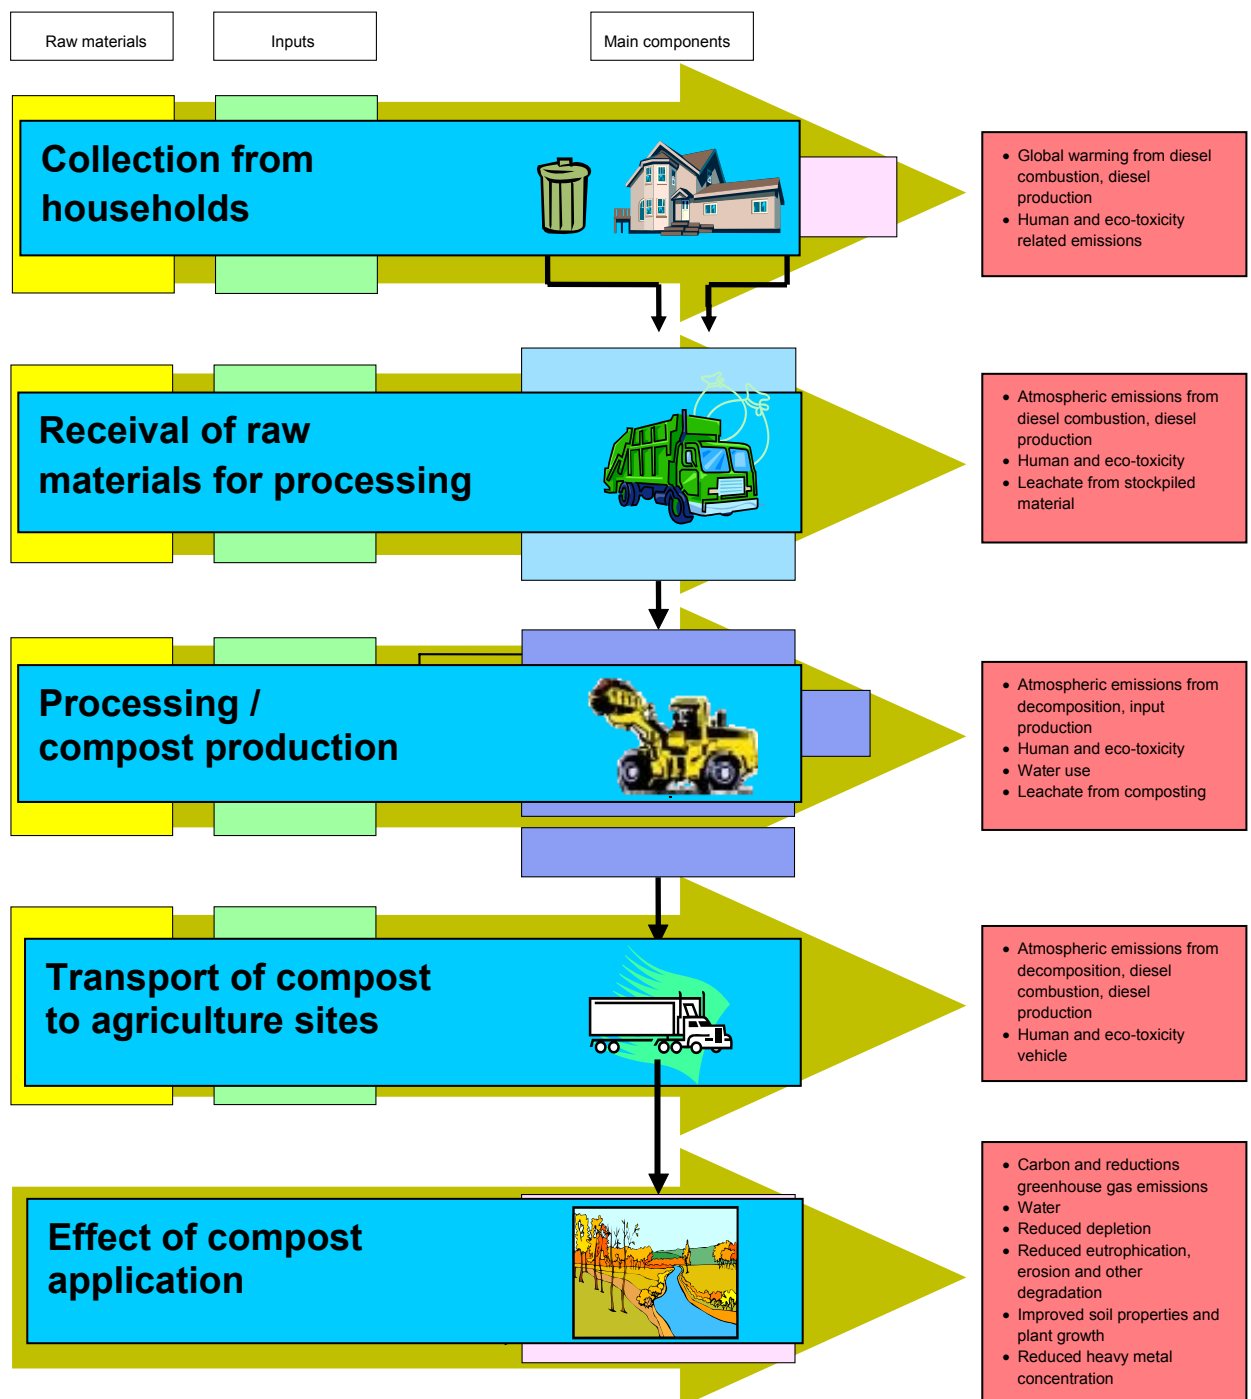 Raw materials
Inputs
Main components
Collection from
households
• Global warming from diesel
combustion, diesel
production
• Human and eco-toxicity
related emissions
Receival of raw
materials for processing
• Atmospheric emissions from
diesel combustion, diesel
production
• Human and eco-toxicity
• Leachate from stockpiled
material
Processing /
compost production
• Atmospheric emissions from
decomposition, input
production
• Human and eco-toxicity
• Water use
• Leachate from composting
Transport of compost
to agriculture sites
• Atmospheric emissions from
decomposition, diesel
combustion, diesel
production
• Human and eco-toxicity
vehicle
Effect of compost
application
• Carbon and reductions
greenhouse gas emissions
• Water
• Reduced depletion
• Reduced eutrophication,
erosion and other
degradation
• Improved soil properties and
plant growth
• Reduced heavy metal
concentration